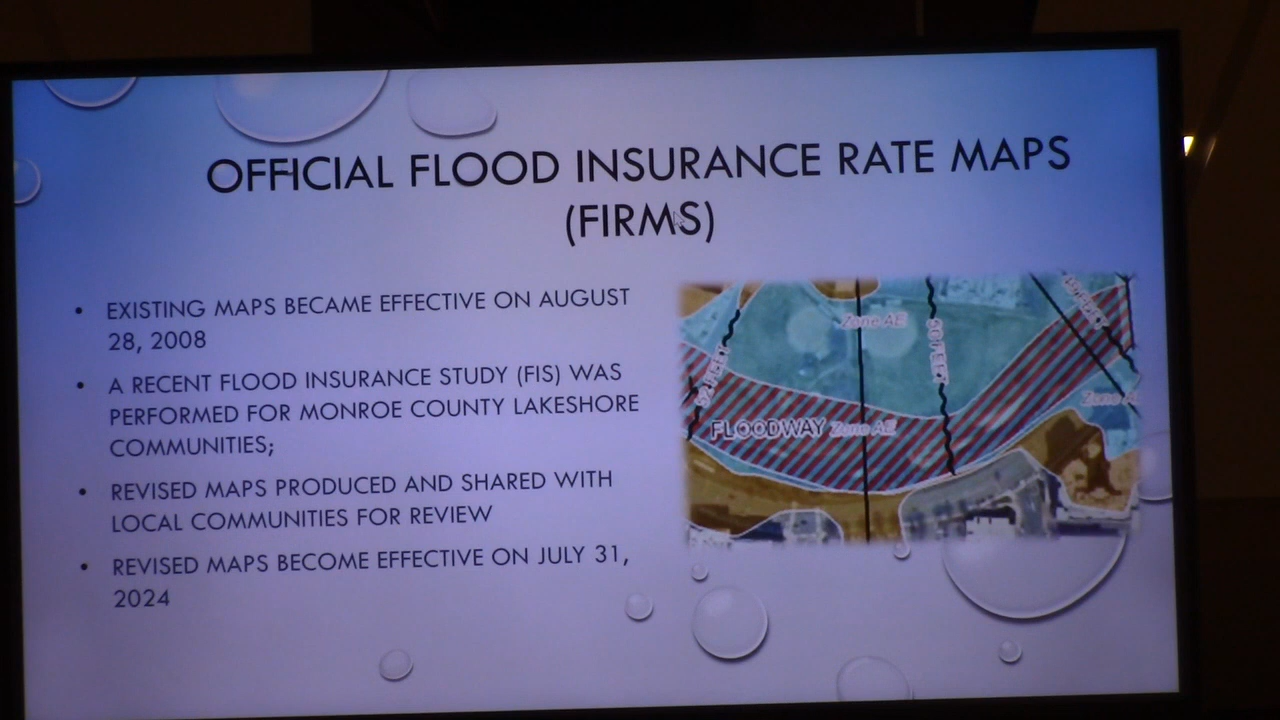 OFFICIAL FLOOD INSURANCE RATE MAPS
(FIRMS)
• EXISTING MAPS BECAME EFFECTIVE ON AUGUST
28, 2008
• A RECENT FLOOD INSURANCE STUDY (FIS) WAS
PERFORMED FOR MONROE COUNTY LAKESHORE
COMMUNITIES;
• REVISED MAPS PRODUCED AND SHARED WITH
LOCAL COMMUNITIES FOR REVIEW
• REVISED MAPS BECOME EFFECTIVE ON JULY 31,
2024
Zone AE
FLOODWAY Zone AE
Zone A